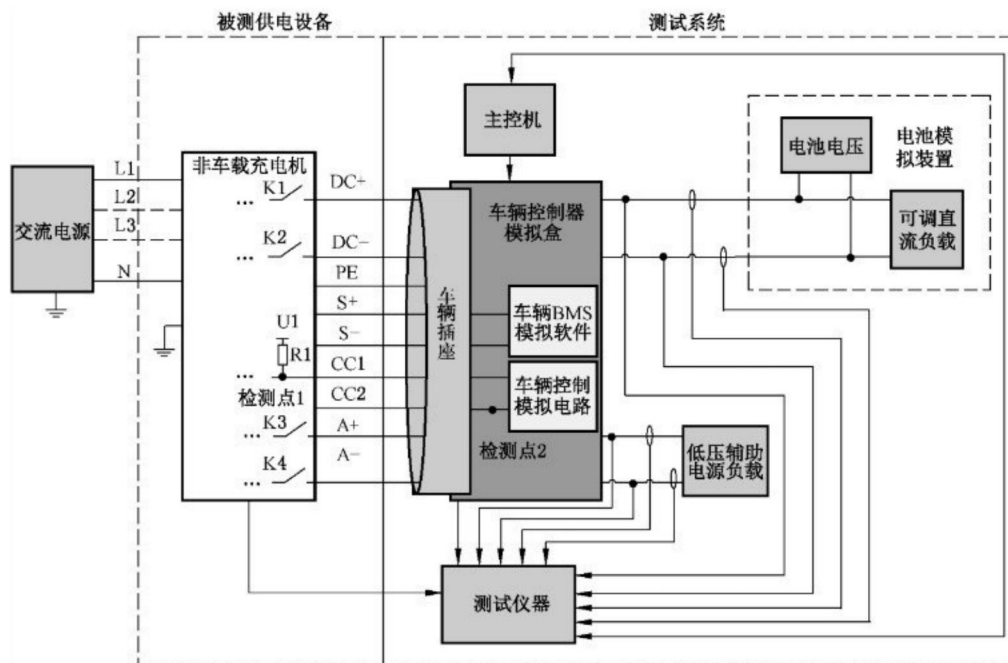 被测供电设备
测试系统
主控机
电池电压
电池模
拟装置
非车载充电机
交流电源
L1
L2
L3
N
K1
K2
DC+
DC−
PE
S+
S−
CC1
CC2
A+
A−
U1
R1
检测点1
K3
K4
...
...
...
...
...
车辆插座
车辆控制器
模拟盒
车辆BMS
模拟软件
车辆控制
模拟电路
检测点2
可调直
流负载
低压辅助
电源负载
测试仪器